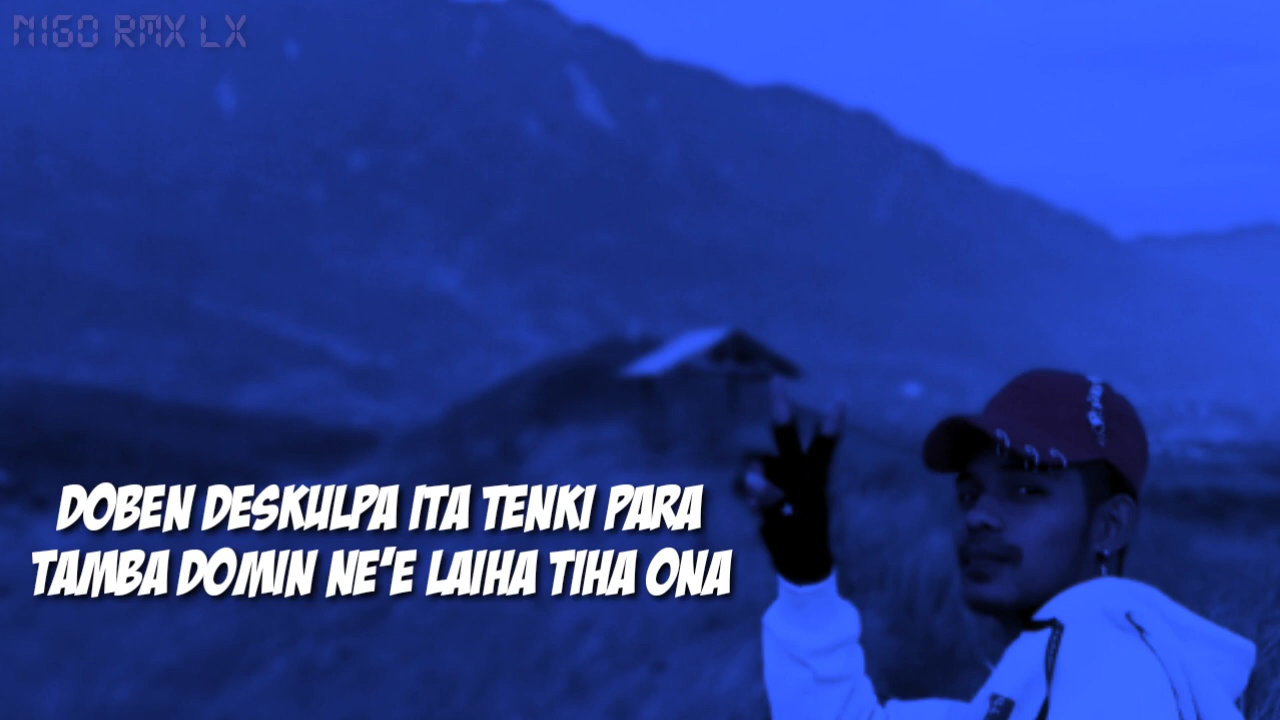 NIGO RMX LX
DOBEN DESKULPA ITA TENKI PARA
TAMBA DOMIN NE'E LAIHA TIHA ONA